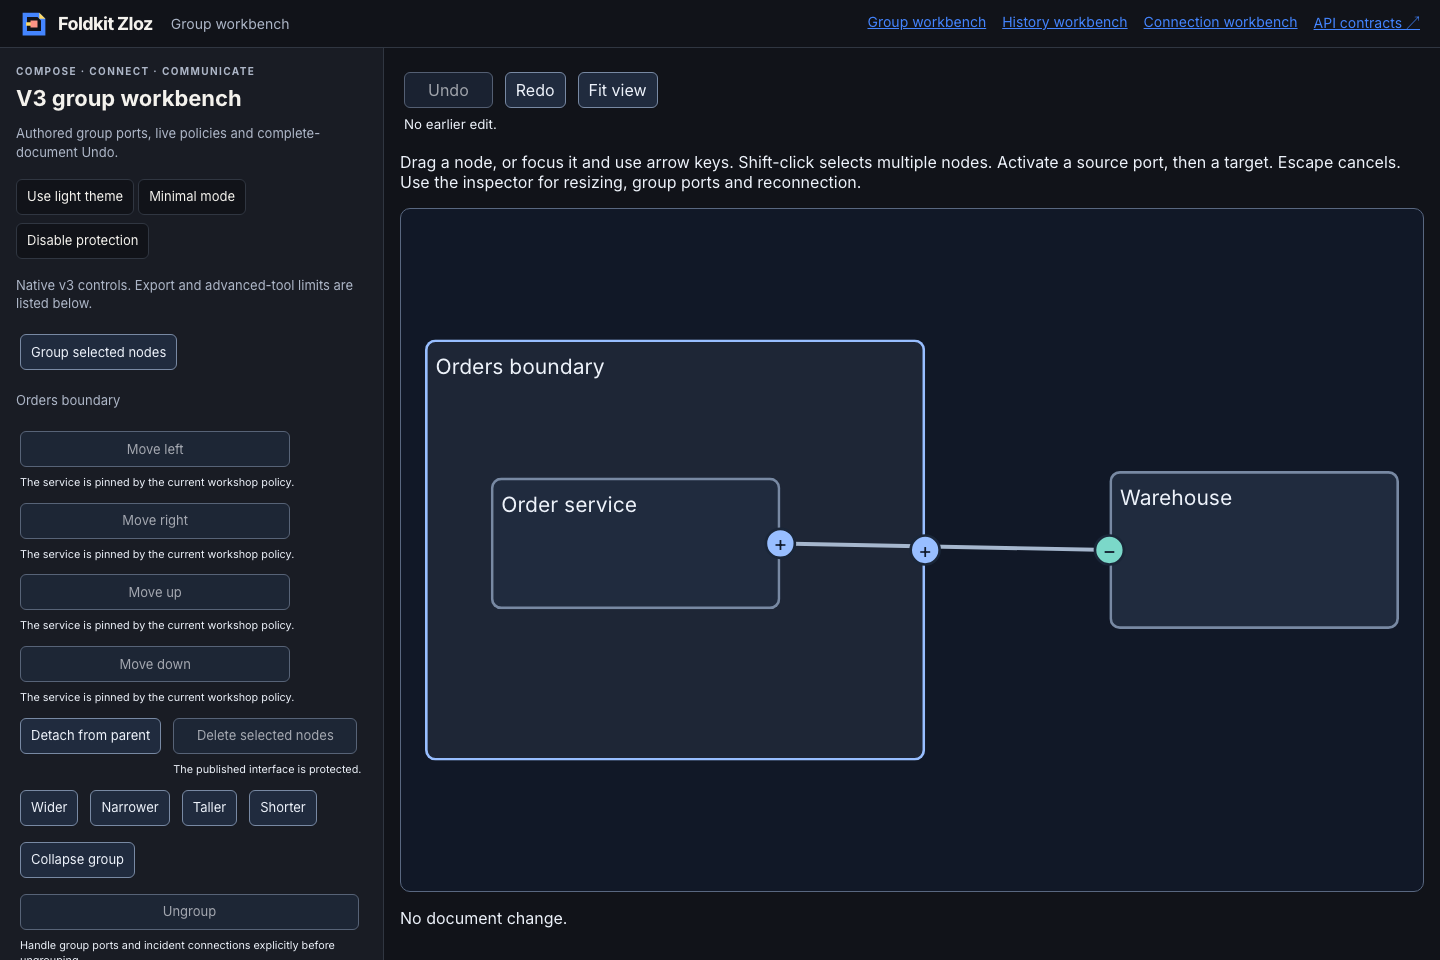 Foldkit Zloz
Group workbench
Group workbench
History workbench
Connection workbench
API contracts ↗
COMPOSE · CONNECT · COMMUNICATE
V3 group workbench
Authored group ports, live policies and complete-
document Undo.
Use light theme
Minimal mode
Disable protection
Native v3 controls. Export and advanced-tool limits are
listed below.
Group selected nodes
Orders boundary
Move left
The service is pinned by the current workshop policy.
Move right
The service is pinned by the current workshop policy.
Move up
The service is pinned by the current workshop policy.
Move down
The service is pinned by the current workshop policy.
Detach from parent
Delete selected nodes
The published interface is protected.
Wider
Narrower
Taller
Shorter
Collapse group
Ungroup
Handle group ports and incident connections explicitly before
ungrouping.
Undo
Redo
Fit view
No earlier edit.
Drag a node, or focus it and use arrow keys. Shift-click selects multiple nodes. Activate a source port, then a target. Escape cancels.
Use the inspector for resizing, group ports and reconnection.
Orders boundary
Order service
+
+
−
Warehouse
No document change.